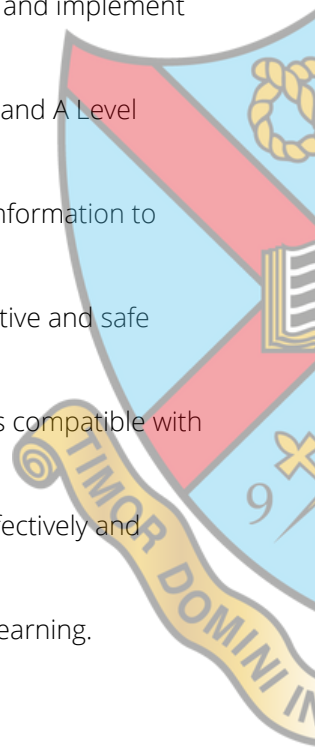 and implement
and A Level
nformation to
tive and safe
s compatible with
fectively and
earning.
9
TIMOR DOMINI IN